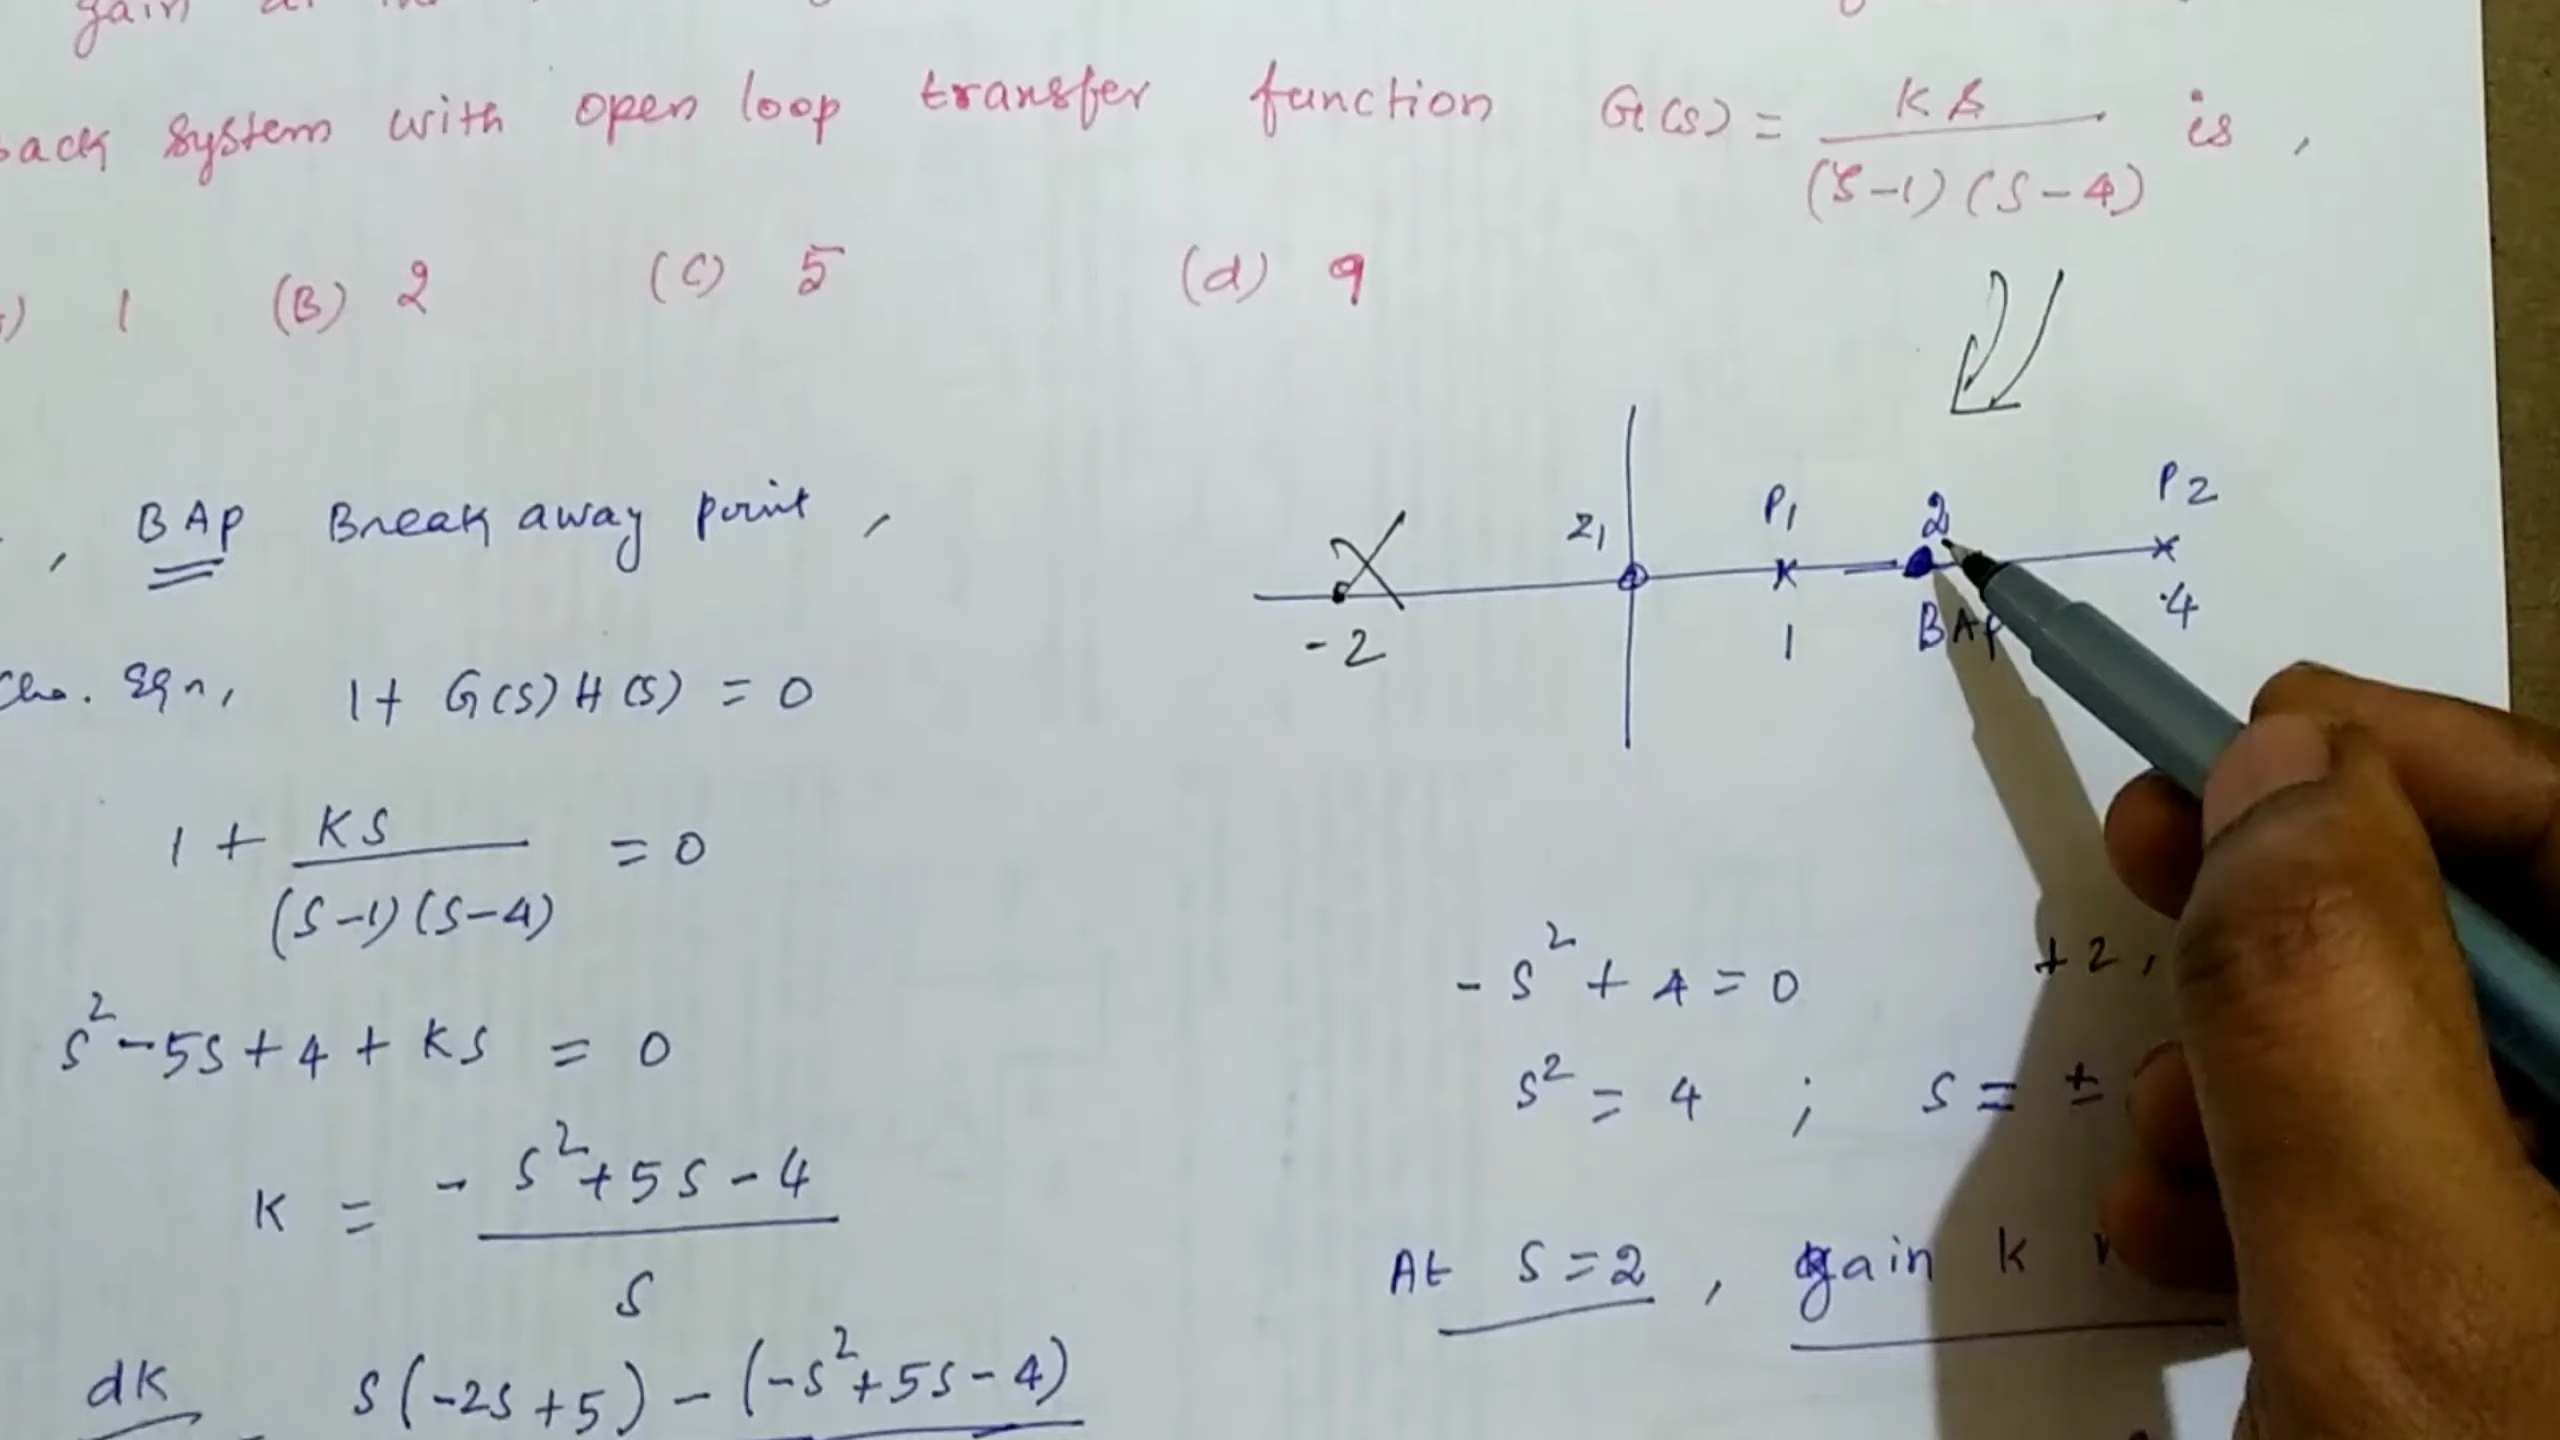 gain
back system with open loop transfer function G(s) = KS / (S-1)(S-4) is,
) 1 (B) 2 (C) 5 (d) 9
, BAP Break away point,
Z1 P1 2 P2
-2 1 BAP 4
Cha. Eqn, 1 + G(S) H(S) = 0
1 + KS / (S-1)(S-4) = 0
S² - 5S + 4 + KS = 0
K = - S² + 5S - 4 / S
dK S(-2S + 5) - (-S² + 5S - 4)
- S² + 4 = 0 +2,
S² = 4 ; S = ±
At S = 2, gain K